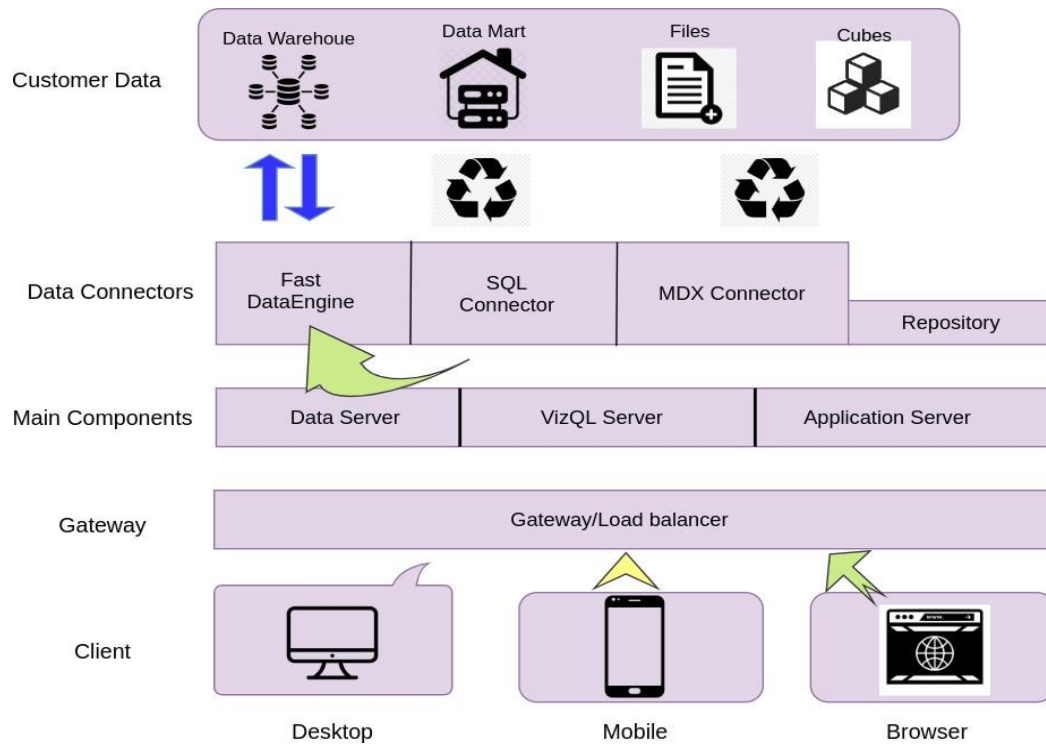 Data Warehoue
Data Mart
Files
Cubes
Customer Data
Data Connectors
Fast
DataEngine
SQL
Connector
MDX Connector
Repository
Main Components
Data Server
VizQL Server
Application Server
Gateway
Gateway/Load balancer
Client
www.
Desktop
Mobile
Browser